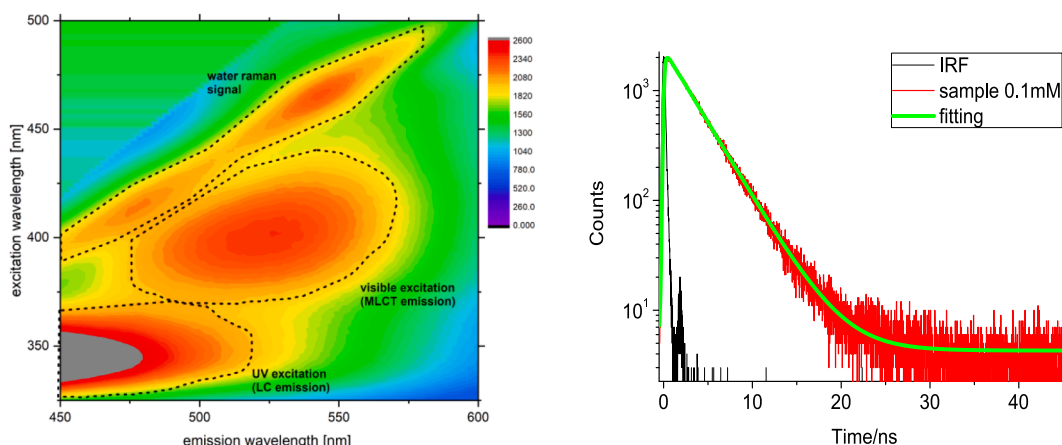 500
450
400
350
450
500
550
600
excitation wavelength [nm]
emission wavelength [nm]
water raman
signal
visible excitation
(MLCT emission)
UV excitation
(LC emission)
2600
2340
2080
1820
1560
1300
1040
780.0
520.0
260.0
0.000
IRF
sample 0.1mM
fitting
10³
10²
10¹
Counts
0
10
20
30
40
Time/ns